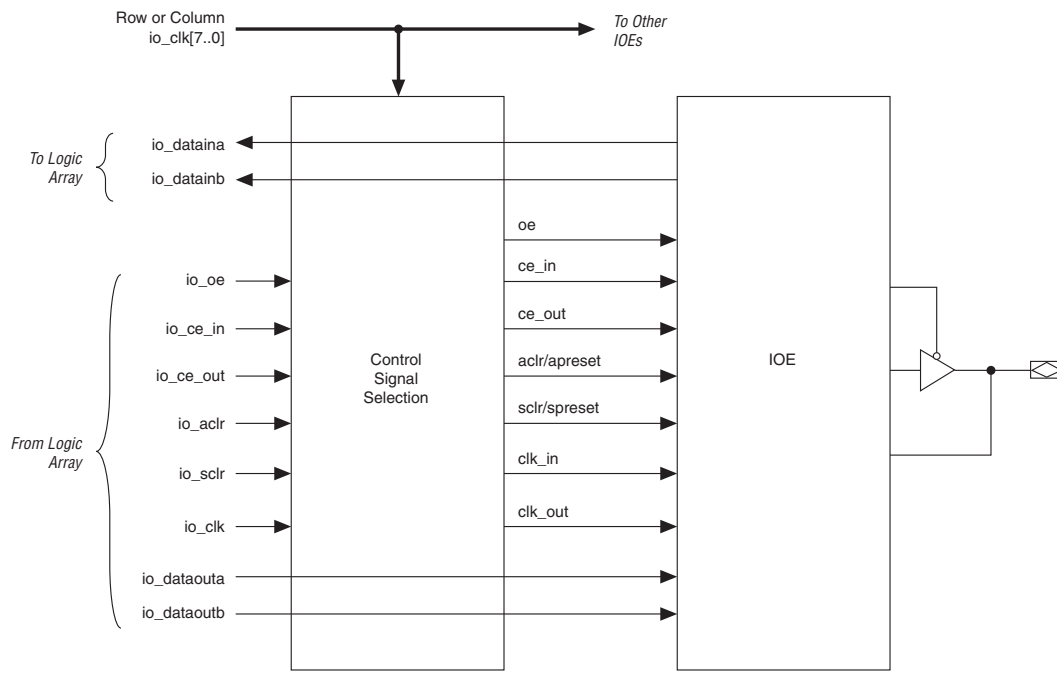 Row or Column
io_clk[7..0]
To Other
IOEs
To Logic
Array
io_dataina
io_datainb
From Logic
Array
io_oe
io_ce_in
io_ce_out
io_aclr
io_sclr
io_clk
io_dataouta
io_dataoutb
Control
Signal
Selection
oe
ce_in
ce_out
aclr/apreset
sclr/spreset
clk_in
clk_out
IOE